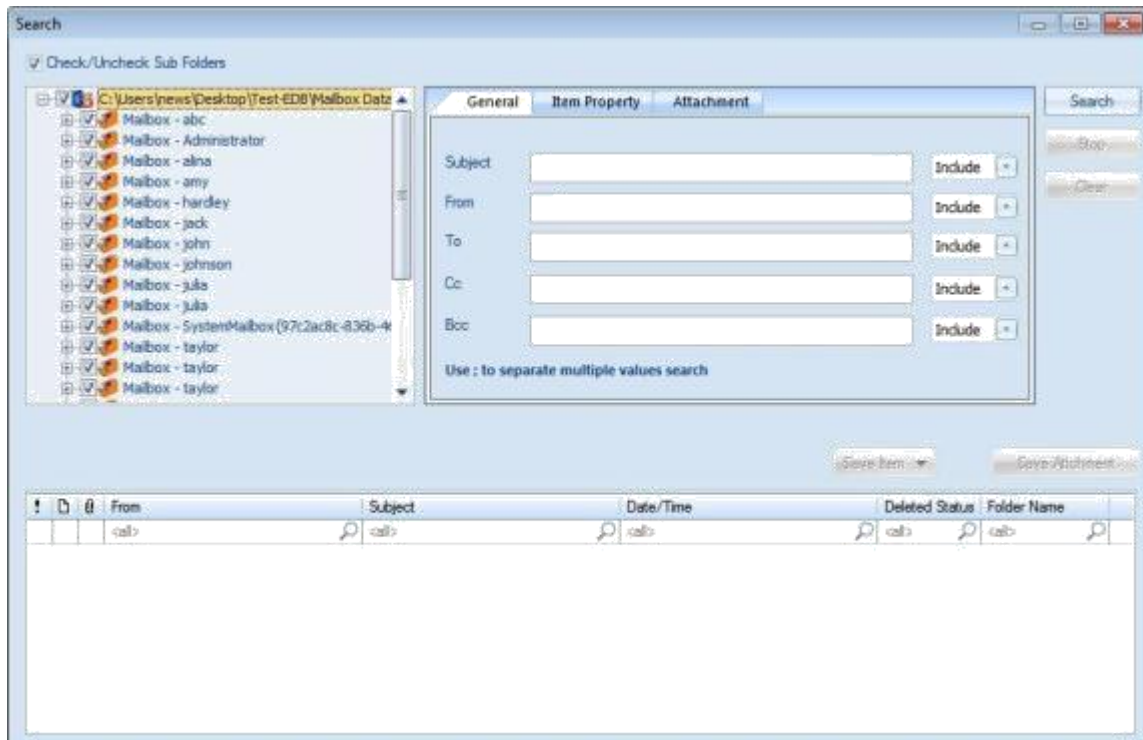 Search
Check/Uncheck Sub Folders
C:\Users\news\Desktop\Test-EDB\Mailbox Data
Mailbox - abc
Mailbox - Administrator
Mailbox - alina
Mailbox - amy
Mailbox - hardley
Mailbox - jack
Mailbox - john
Mailbox - johnson
Mailbox - julia
Mailbox - julia
Mailbox - SystemMailbox{97c2ac8c-836b-4
Mailbox - taylor
Mailbox - taylor
Mailbox - taylor
General Item Property Attachment
Subject Include
From Include
To Include
Cc Include
Bcc Include
Use ; to separate multiple values search
Search
Stop
Clear
Save Item Save Attchment
! From Subject Date/Time Deleted Status Folder Name
<all> <all> <all> <all> <all>